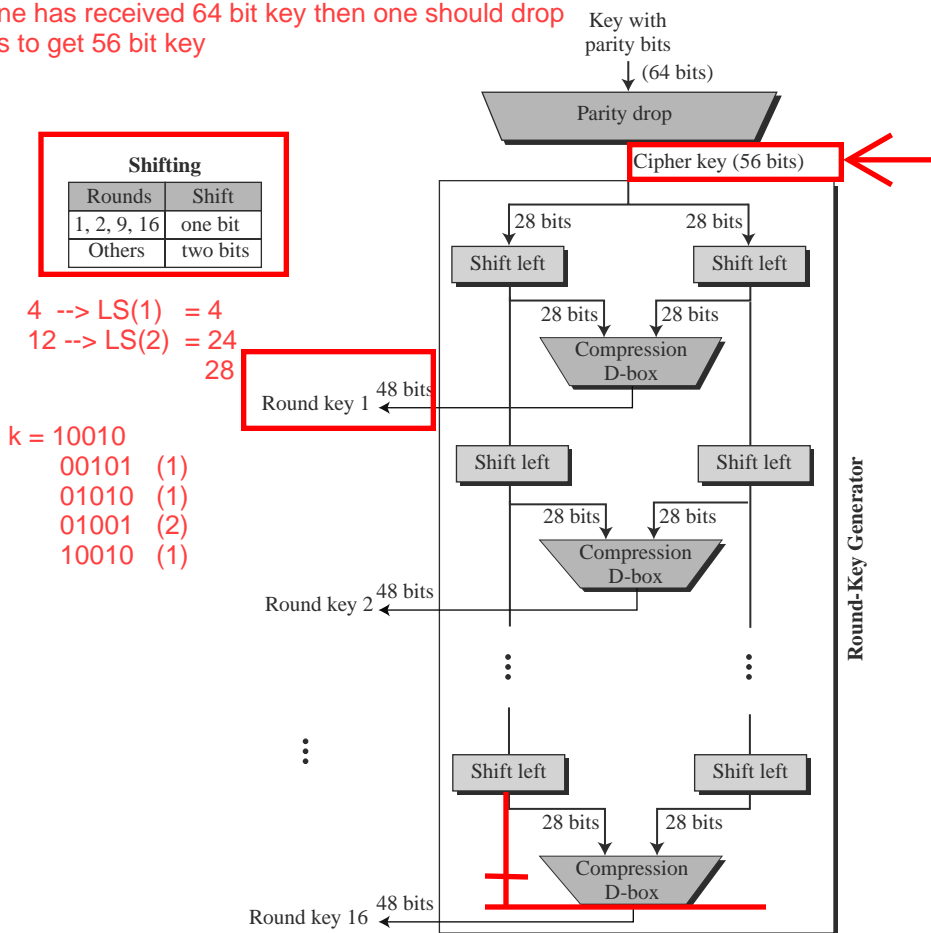 ne has received 64 bit key then one should drop
s to get 56 bit key
Key with
parity bits
(64 bits)
Parity drop
Cipher key (56 bits)
Shifting
Rounds Shift
1, 2, 9, 16 one bit
Others two bits
28 bits 28 bits
Shift left Shift left
4 --> LS(1) = 4
12 --> LS(2) = 24
28
28 bits 28 bits
Compression
D-box
48 bits
Round key 1
k = 10010
00101 (1)
01010 (1)
01001 (2)
10010 (1)
Shift left Shift left
28 bits 28 bits
Compression
D-box
48 bits
Round key 2
Round-Key Generator
Shift left Shift left
28 bits 28 bits
Compression
D-box
48 bits
Round key 16